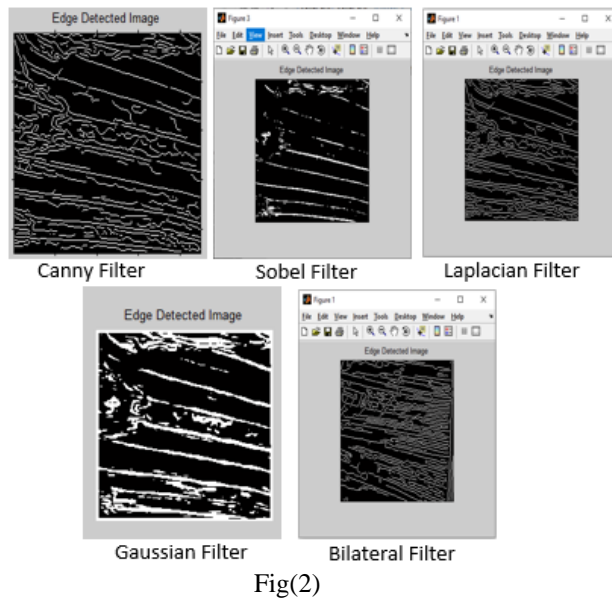 Edge Detected Image
Canny Filter
Figure 3
File Edit View Insert Tools Desktop Window Help
Edge Detected Image
Sobel Filter
Figure 1
File Edit View Insert Tools Desktop Window Help
Edge Detected Image
Laplacian Filter
Edge Detected Image
Gaussian Filter
Figure 1
File Edit View Insert Tools Desktop Window Help
Edge Detected Image
Bilateral Filter
Fig(2)